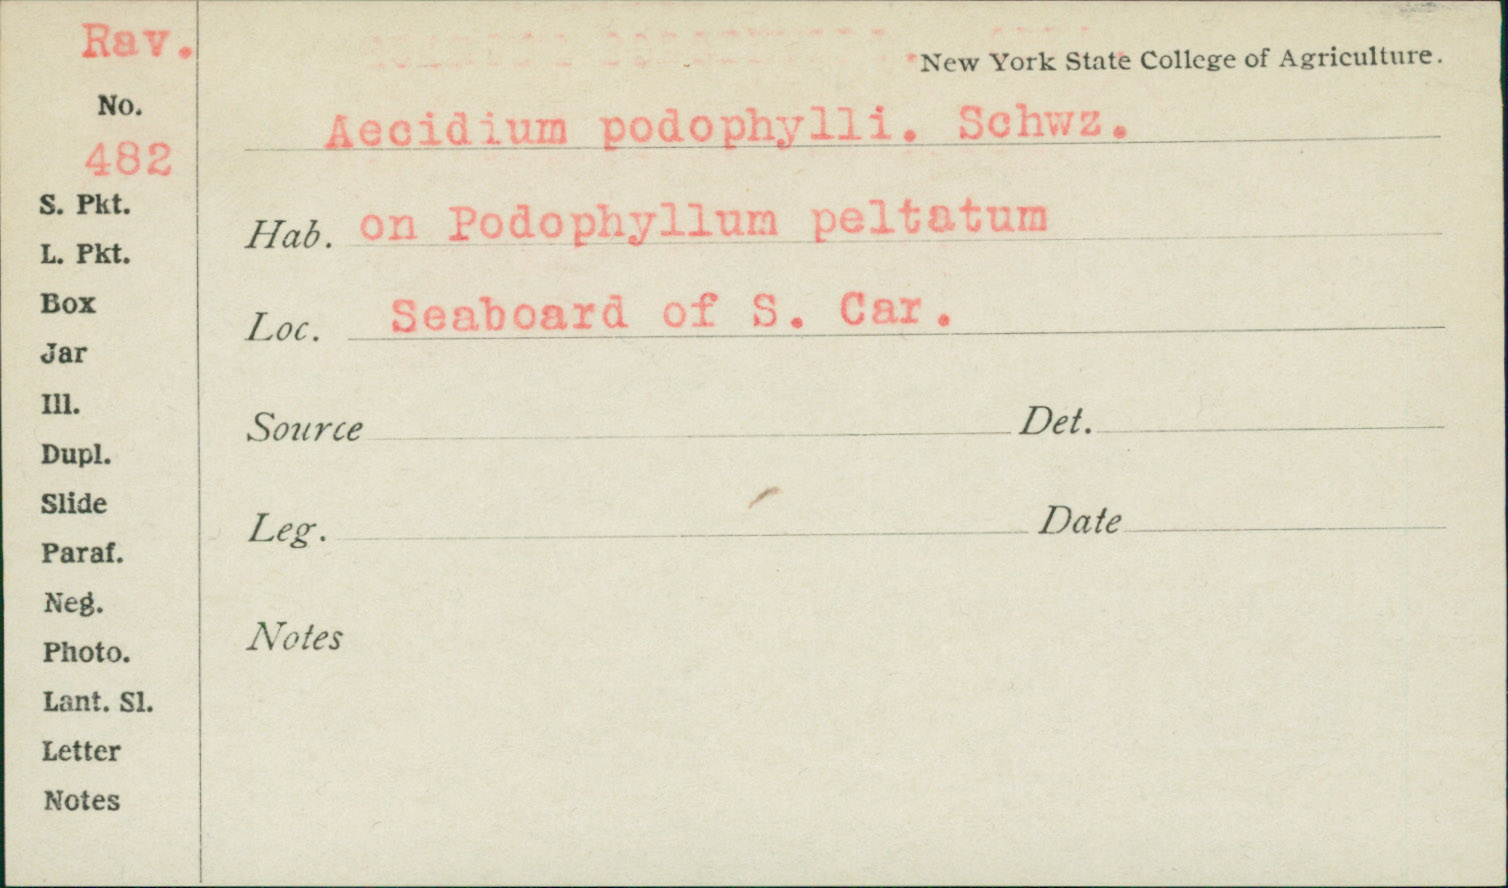 Rav.
New York State College of Agriculture.
No.
482
Aecidium podophylli. Schwz.
Hab. on Podophyllum peltatum
Loc. Seaboard of S. Car.
Source Det.
Leg. Date
Notes
S. Pkt.
L. Pkt.
Box
Jar
Ill.
Dupl.
Slide
Paraf.
Neg.
Photo.
Lant. Sl.
Letter
Notes